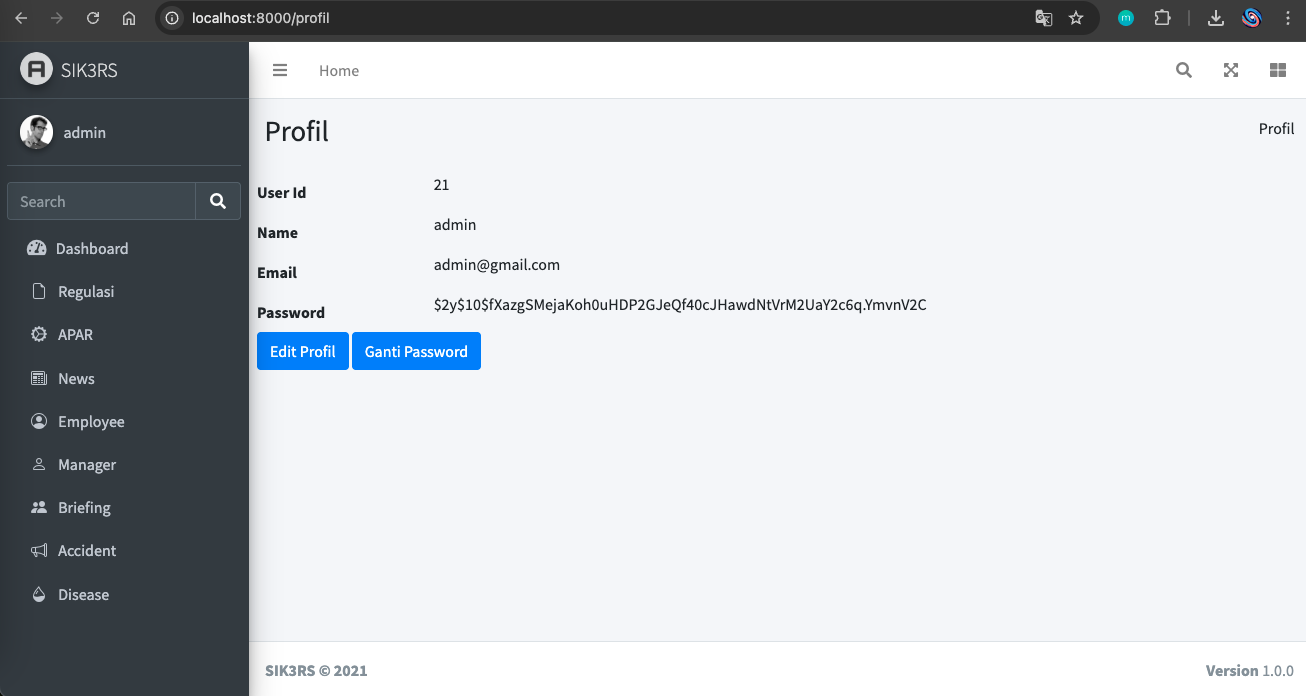 localhost:8000/profil
SIK3RS
Home
admin
Profil
Profil
Search
User Id 21
Name admin
Email admin@gmail.com
Password $2y$10$fXazgSMejaKoh0uHDP2GJeQf40cJHawdNtVrM2UaY2c6q.YmvnV2C
Edit Profil Ganti Password
Dashboard
Regulasi
APAR
News
Employee
Manager
Briefing
Accident
Disease
SIK3RS © 2021
Version 1.0.0